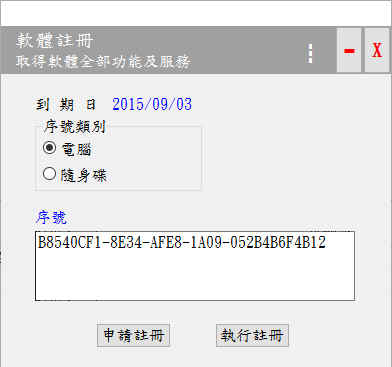 軟體註冊
取得軟體全部功能及服務
X
到 期 日 2015/09/03
序號類別
電腦
隨身碟
序號
B8540CF1-8E34-AFE8-1A09-052B4B6F4B12
申請註冊 執行註冊